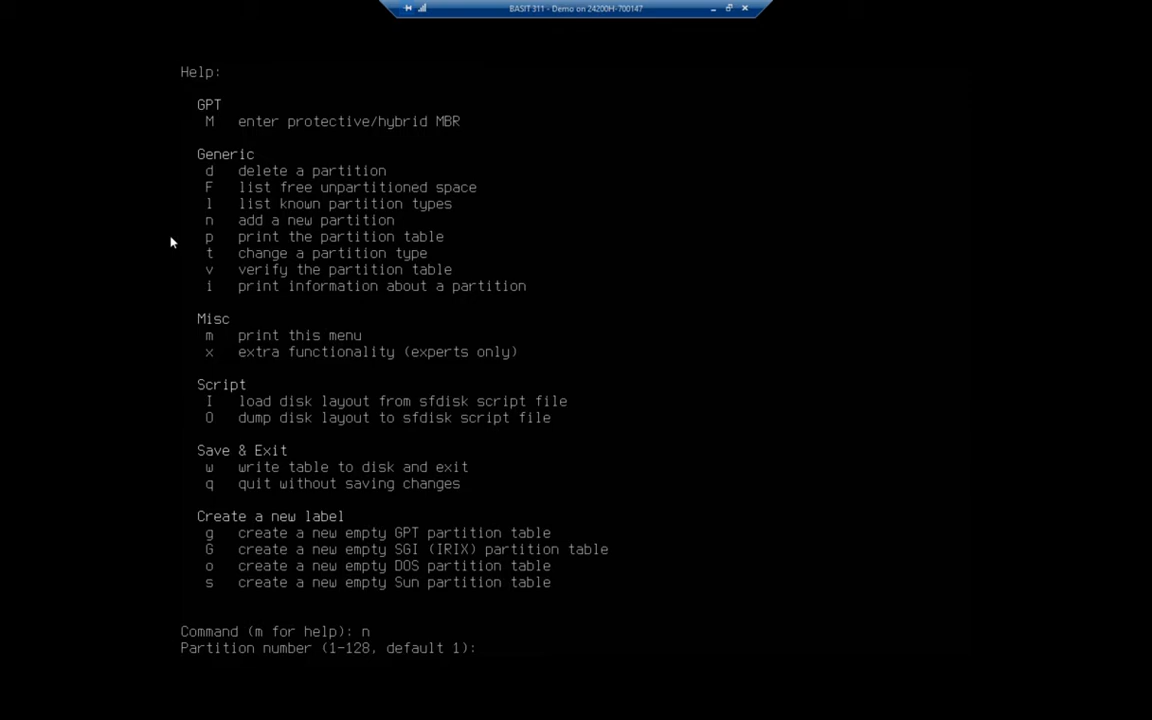 BASIT 311 - Demo on 24200H-700147
Help:
GPT
M enter protective/hybrid MBR
Generic
d delete a partition
F list free unpartitioned space
l list known partition types
n add a new partition
p print the partition table
t change a partition type
v verify the partition table
i print information about a partition
Misc
m print this menu
x extra functionality (experts only)
Script
I load disk layout from sfdisk script file
O dump disk layout to sfdisk script file
Save & Exit
w write table to disk and exit
q quit without saving changes
Create a new label
g create a new empty GPT partition table
G create a new empty SGI (IRIX) partition table
o create a new empty DOS partition table
s create a new empty Sun partition table
Command (m for help): n
Partition number (1-128, default 1):